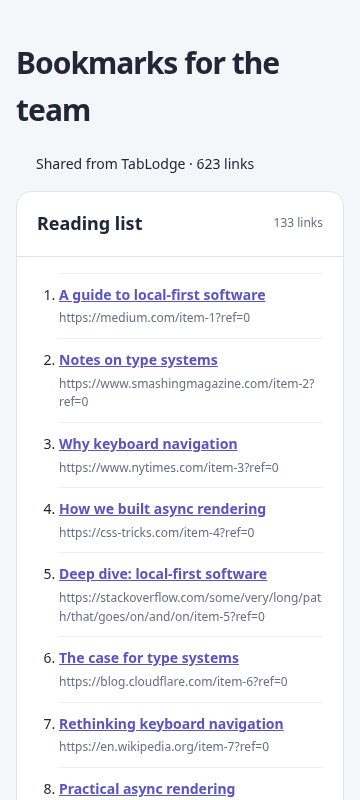 Bookmarks for the
team
Shared from TabLodge · 623 links
Reading list
133 links
1. A guide to local-first software
https://medium.com/item-1?ref=0
2. Notes on type systems
https://www.smashingmagazine.com/item-2?
ref=0
3. Why keyboard navigation
https://www.nytimes.com/item-3?ref=0
4. How we built async rendering
https://css-tricks.com/item-4?ref=0
5. Deep dive: local-first software
https://stackoverflow.com/some/very/long/pat
h/that/goes/on/and/on/item-5?ref=0
6. The case for type systems
https://blog.cloudflare.com/item-6?ref=0
7. Rethinking keyboard navigation
https://en.wikipedia.org/item-7?ref=0
8. Practical async rendering